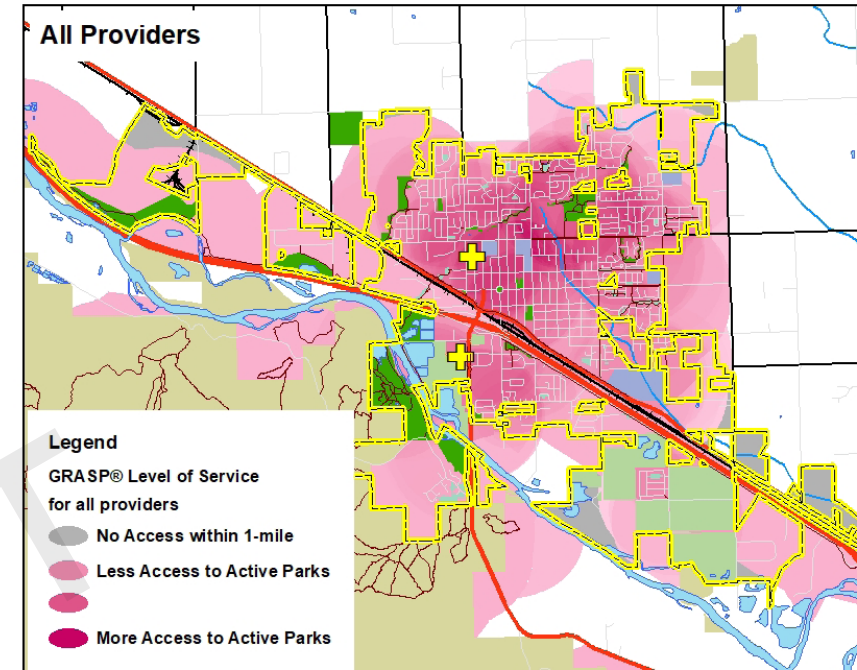 All Providers
Legend
GRASP® Level of Service
for all providers
No Access within 1-mile
Less Access to Active Parks
More Access to Active Parks